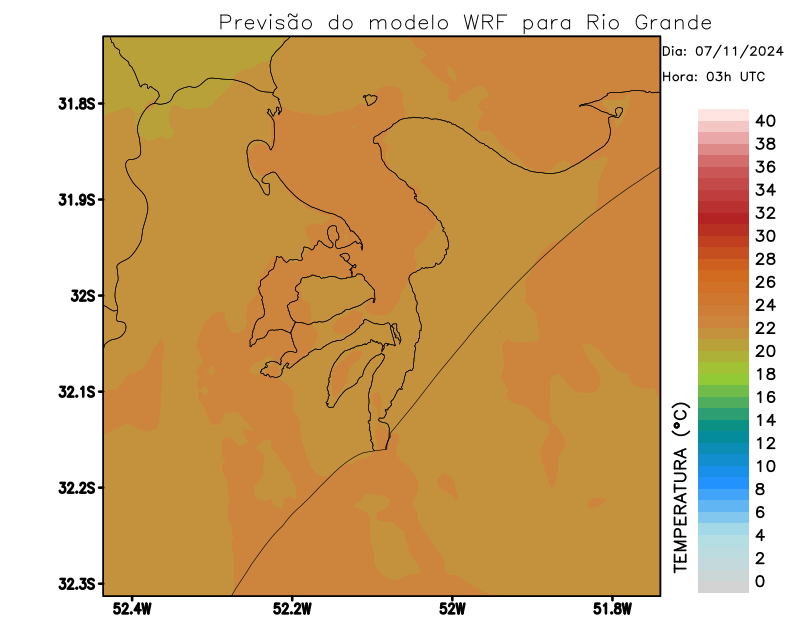 Previsão do modelo WRF para Rio Grande
Dia: 07/11/2024
Hora: 03h UTC
31.8S
31.9S
32S
32.1S
32.2S
32.3S
52.4W
52.2W
52W
51.8W
40
38
36
34
32
30
28
26
24
22
20
18
16
14
12
10
8
6
4
2
0
TEMPERATURA (°C)